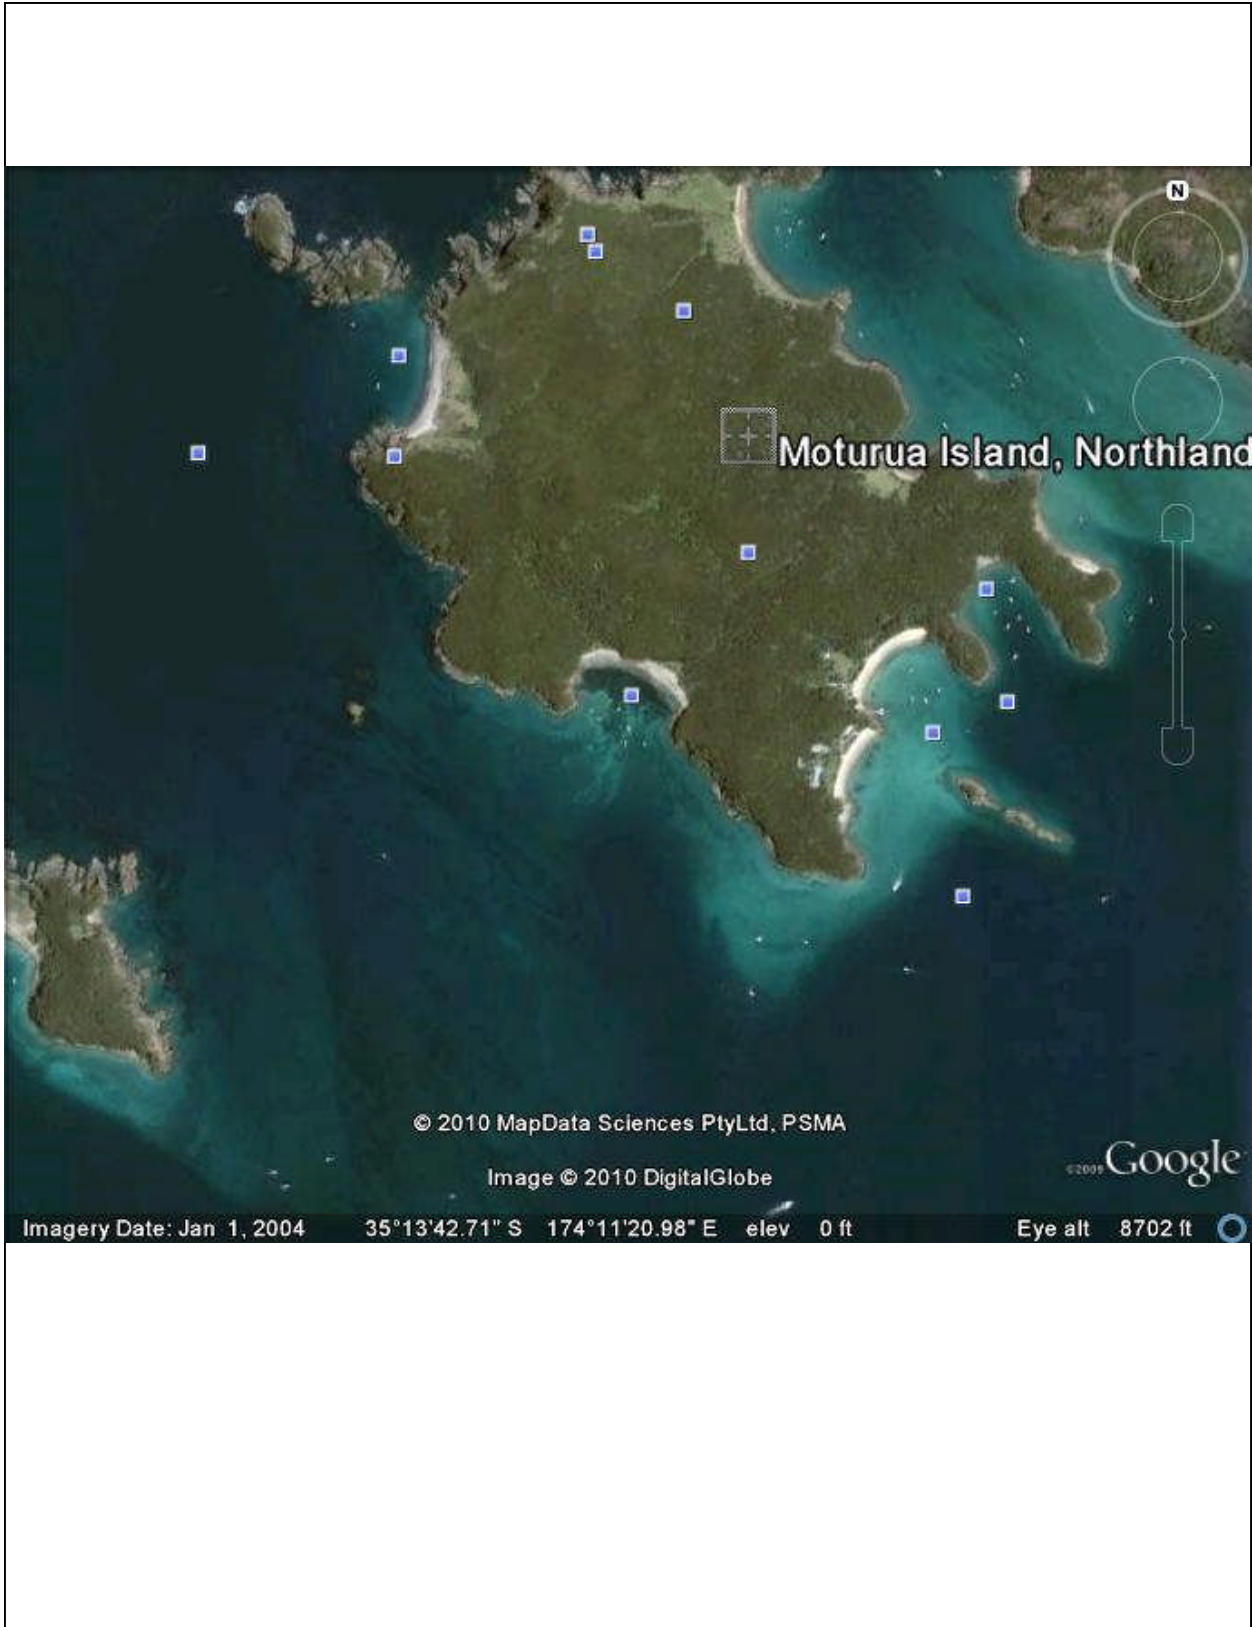 N
Moturua Island, Northland
© 2010 MapData Sciences PtyLtd, PSMA
Image © 2010 DigitalGlobe
©2009 Google
Imagery Date: Jan 1, 2004 35°13'42.71" S 174°11'20.98" E elev 0 ft Eye alt 8702 ft